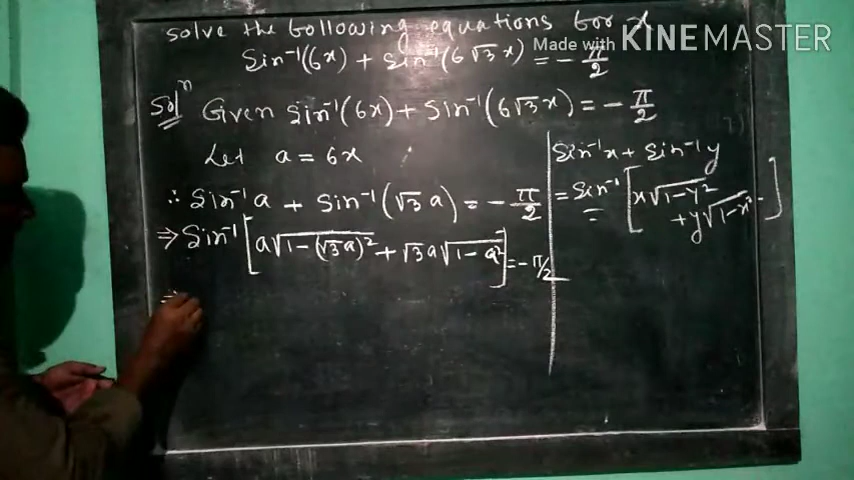 Solve the following equations for x
Made with KINEMASTER
Sin⁻¹(6x) + Sin⁻¹(6√3 x) = - π/2
Solⁿ Given Sin⁻¹(6x) + Sin⁻¹(6√3 x) = - π/2
Let a = 6x
∴ Sin⁻¹ a + Sin⁻¹(√3 a) = - π/2
⇒ Sin⁻¹[a√1-(√3a)² + √3a√1-a²] = -π/2
⇒
Sin⁻¹x + Sin⁻¹y
= Sin⁻¹[x√1-y²
+ y√1-x²]